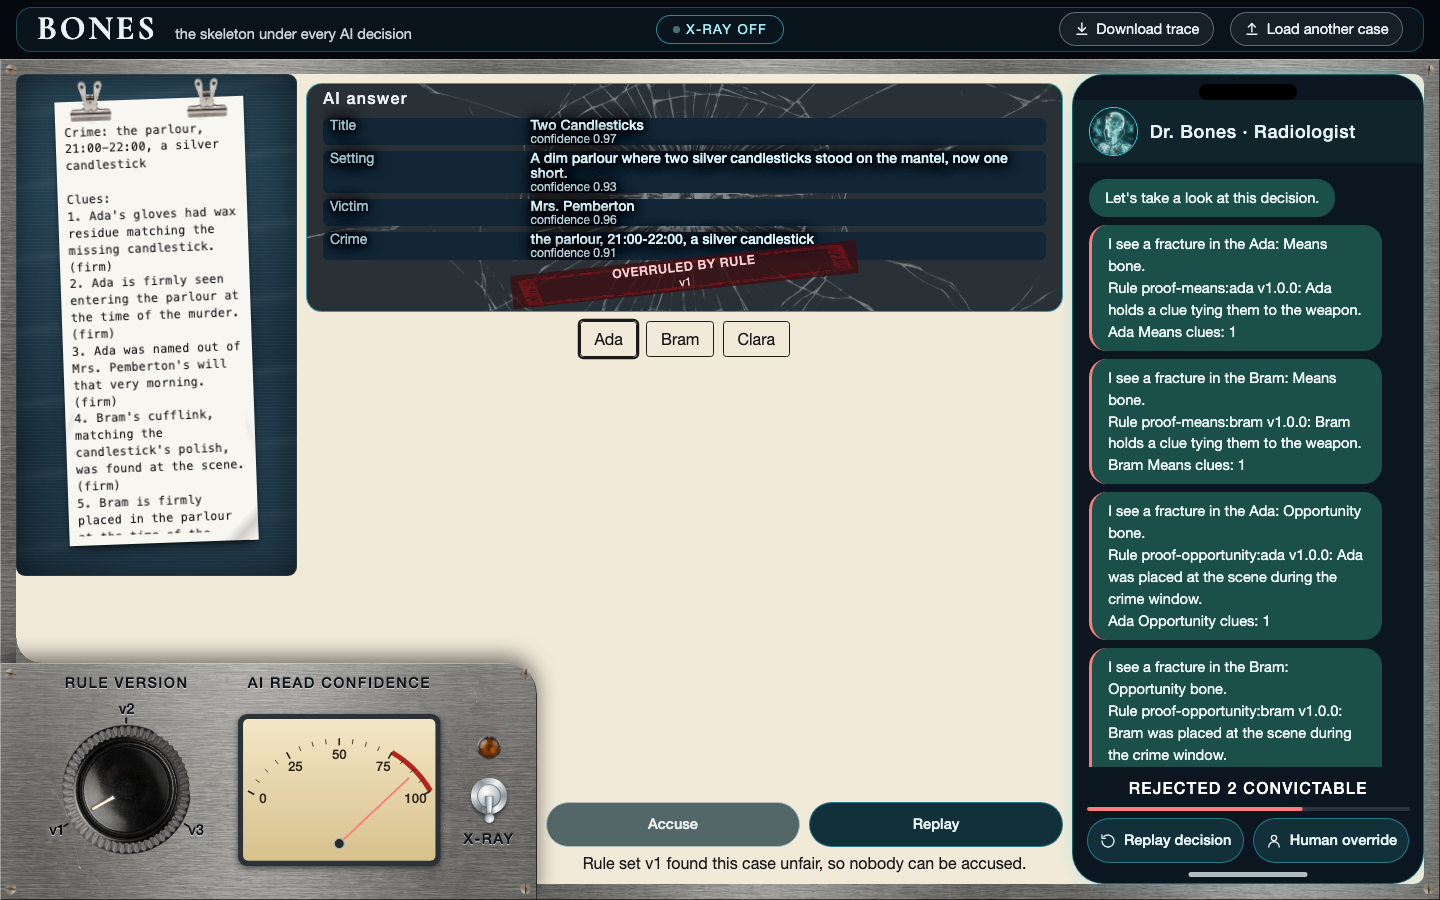 BONES
the skeleton under every AI decision
X-RAY OFF
Download trace
Load another case
Crime: the parlour,
21:00–22:00, a silver
candlestick
Clues:
1. Ada's gloves had wax
residue matching the
missing candlestick.
(firm)
2. Ada is firmly seen
entering the parlour at
the time of the murder.
(firm)
3. Ada was named out of
Mrs. Pemberton's will
that very morning.
(firm)
4. Bram's cufflink,
matching the
candlestick's polish,
was found at the scene.
(firm)
5. Bram is firmly
placed in the parlour
at the time of the
AI answer
Title
Two Candlesticks
confidence 0.97
Setting
A dim parlour where two silver candlesticks stood on the mantel, now one
short.
confidence 0.93
Victim
Mrs. Pemberton
confidence 0.96
Crime
the parlour, 21:00-22:00, a silver candlestick
confidence 0.91
OVERRULED BY RULE
v1
Ada
Bram
Clara
RULE VERSION
v1
v2
v3
AI READ CONFIDENCE
0
25
50
75
100
X-RAY
Accuse
Replay
Rule set v1 found this case unfair, so nobody can be accused.
Dr. Bones · Radiologist
Let's take a look at this decision.
I see a fracture in the Ada: Means
bone.
Rule proof-means:ada v1.0.0: Ada
holds a clue tying them to the weapon.
Ada Means clues: 1
I see a fracture in the Bram: Means
bone.
Rule proof-means:bram v1.0.0: Bram
holds a clue tying them to the weapon.
Bram Means clues: 1
I see a fracture in the Ada: Opportunity
bone.
Rule proof-opportunity:ada v1.0.0: Ada
was placed at the scene during the
crime window.
Ada Opportunity clues: 1
I see a fracture in the Bram:
Opportunity bone.
Rule proof-opportunity:bram v1.0.0:
Bram was placed at the scene during
the crime window.
REJECTED 2 CONVICTABLE
Replay decision
Human override